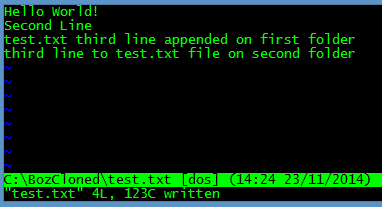 Hello World!
Second Line
test.txt third line appended on first folder
third line to test.txt file on second folder
~
~
~
~
~
~
~
C:\BozCloned\test.txt [dos] (14:24 23/11/2014)
"test.txt" 4L, 123C written